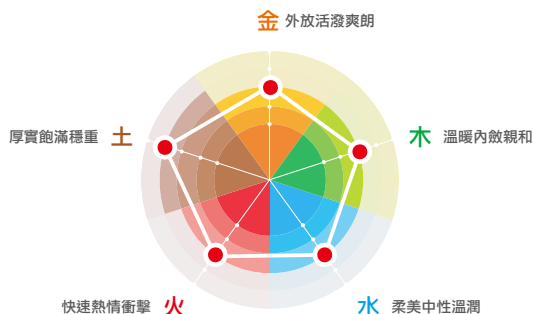 金 外放活潑爽朗
厚實飽滿穩重 土
木 溫暖內斂親和
快速熱情衝擊 火
水 柔美中性溫潤